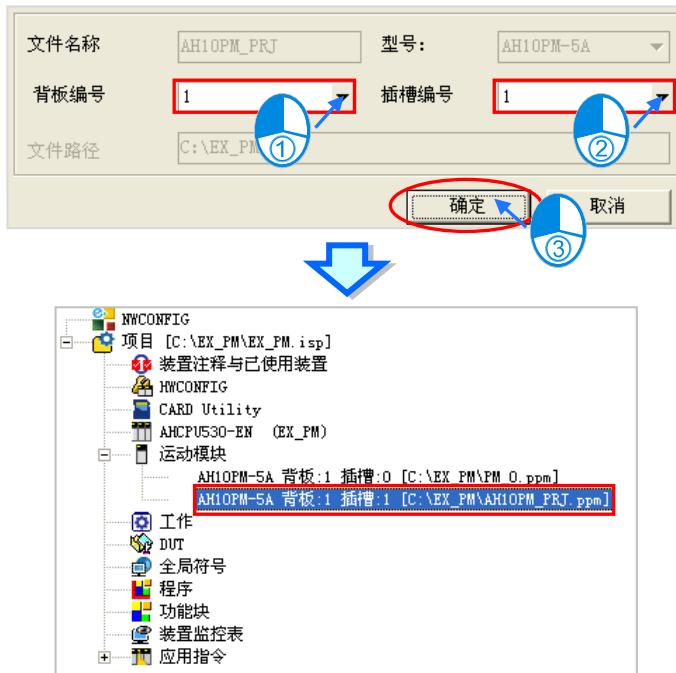 文件名称 AH10PM_PRJ 型号: AH10PM-5A
背板编号 1 插槽编号 1
① ②
文件路径 C:\EX_PM
确定 取消
③
NWCONFIG
项目 [C:\EX_PM\EX_PM.isp]
装置注释与已使用装置
HWCONFIG
CARD Utility
AHCPU530-EN (EX_PM)
运动模块
AH10PM-5A 背板:1 插槽:0 [C:\EX_PM\PM_0.ppm]
AH10PM-5A 背板:1 插槽:1 [C:\EX_PM\AH10PM_PRJ.ppm]
工作
DUT
全局符号
程序
功能块
装置监控表
应用指令